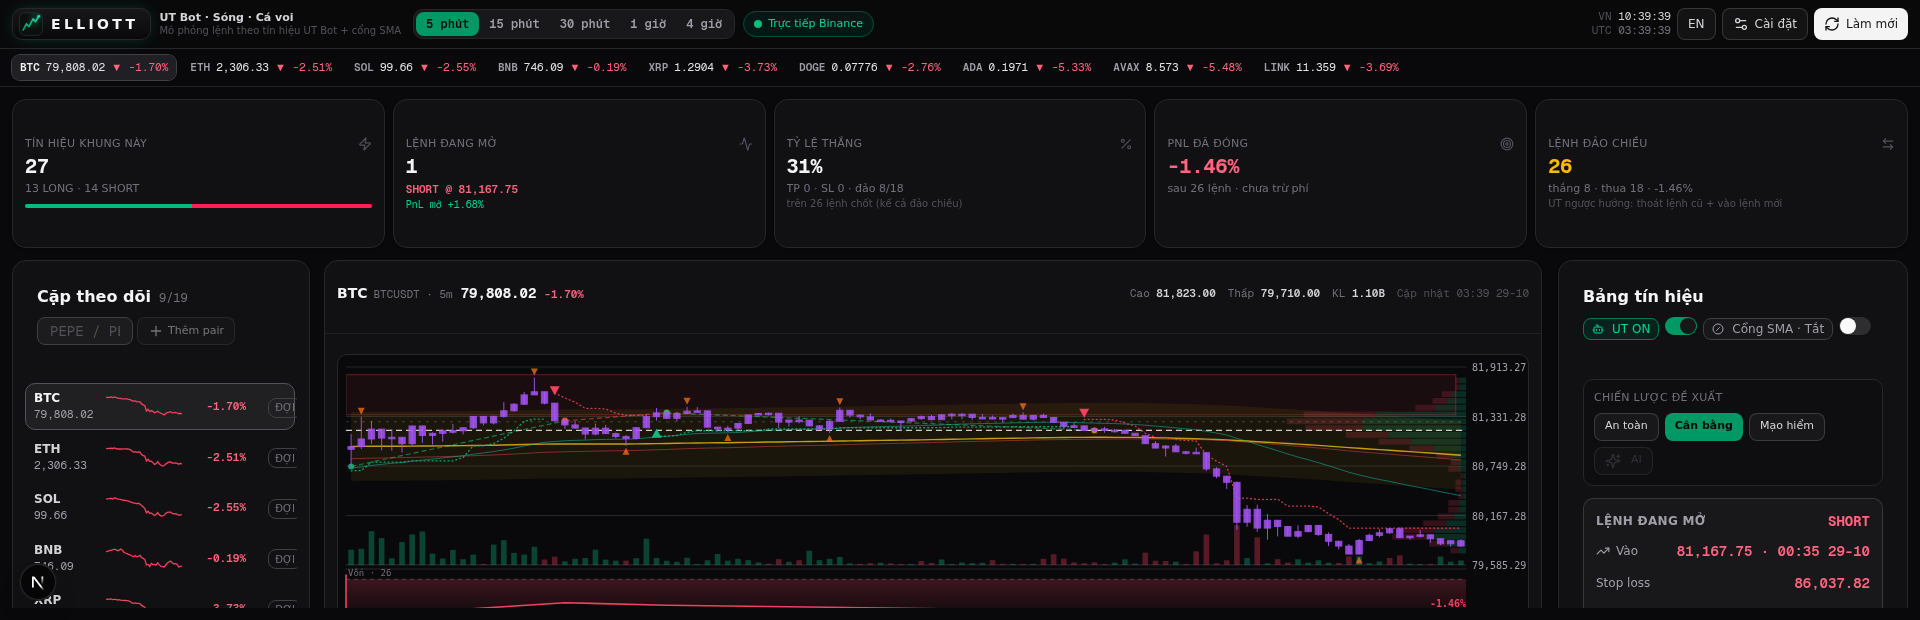 ELLIOTT
UT Bot · Sóng · Cá voi
Mô phỏng lệnh theo tín hiệu UT Bot + cổng SMA
5 phút 15 phút 30 phút 1 giờ 4 giờ
Trực tiếp Binance
VN 10:39:39
UTC 03:39:39
EN
Cài đặt
Làm mới
BTC 79,808.02 ▼ -1.70% ETH 2,306.33 ▼ -2.51% SOL 99.66 ▼ -2.55% BNB 746.09 ▼ -0.19% XRP 1.2904 ▼ -3.73% DOGE 0.07776 ▼ -2.76% ADA 0.1971 ▼ -5.33% AVAX 8.573 ▼ -5.48% LINK 11.359 ▼ -3.69%
TÍN HIỆU KHUNG NÀY
27
13 LONG · 14 SHORT
LỆNH ĐANG MỞ
1
SHORT @ 81,167.75
PnL mở +1.68%
TỶ LỆ THẮNG
31%
TP 0 · SL 0 · đảo 8/18
trên 26 lệnh chốt (kể cả đảo chiều)
PNL ĐÃ ĐÓNG
-1.46%
sau 26 lệnh · chưa trừ phí
LỆNH ĐẢO CHIỀU
26
thắng 8 · thua 18 · -1.46%
UT ngược hướng: thoát lệnh cũ + vào lệnh mới
Cặp theo dõi 9/19
PEPE / PI
Thêm pair
BTC
79,808.02
-1.70%
ĐỢI
ETH
2,306.33
-2.51%
ĐỢI
SOL
99.66
-2.55%
ĐỢI
BNB
746.09
-0.19%
ĐỢI
XRP
-3.73%
ĐỢI
N
BTC BTCUSDT · 5m 79,808.02 -1.70%
Cao 81,823.00 Thấp 79,710.00 KL 1.10B Cập nhật 03:39 29-10
81,913.27
81,331.28
80,749.28
80,167.28
79,585.29
Vốn · 26
-1.46%
Bảng tín hiệu
UT ON
Cổng SMA · Tắt
CHIẾN LƯỢC ĐỀ XUẤT
An toàn
Cân bằng
Mạo hiểm
AI
LỆNH ĐANG MỞ SHORT
Vào 81,167.75 · 00:35 29-10
Stop loss 86,037.82